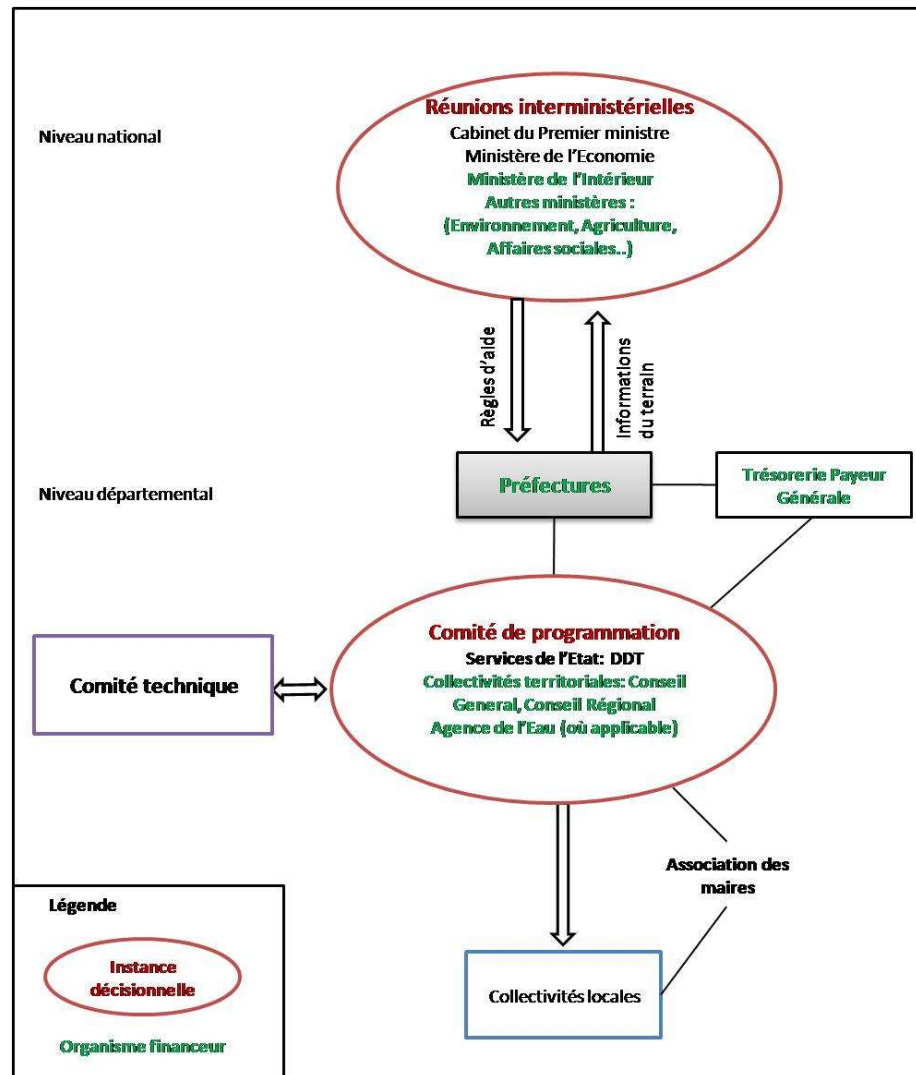 Réunions interministérielles
Niveau national
Cabinet du Premier ministre
Ministère de l'Economie
Ministère de l'Intérieur
Autres ministères :
(Environnement, Agriculture,
Affaires sociales..)
Règles d'aide
Informations
du terrain
Niveau départemental
Préfectures
Trésorerie Payeur
Générale
Comité de programmation
Services de l'Etat: DDT
Collectivités territoriales: Conseil
General, Conseil Régional
Agence de l'Eau (où applicable)
Comité technique
Association des
maires
Collectivités locales
Légende
Instance
décisionnelle
Organisme financeur